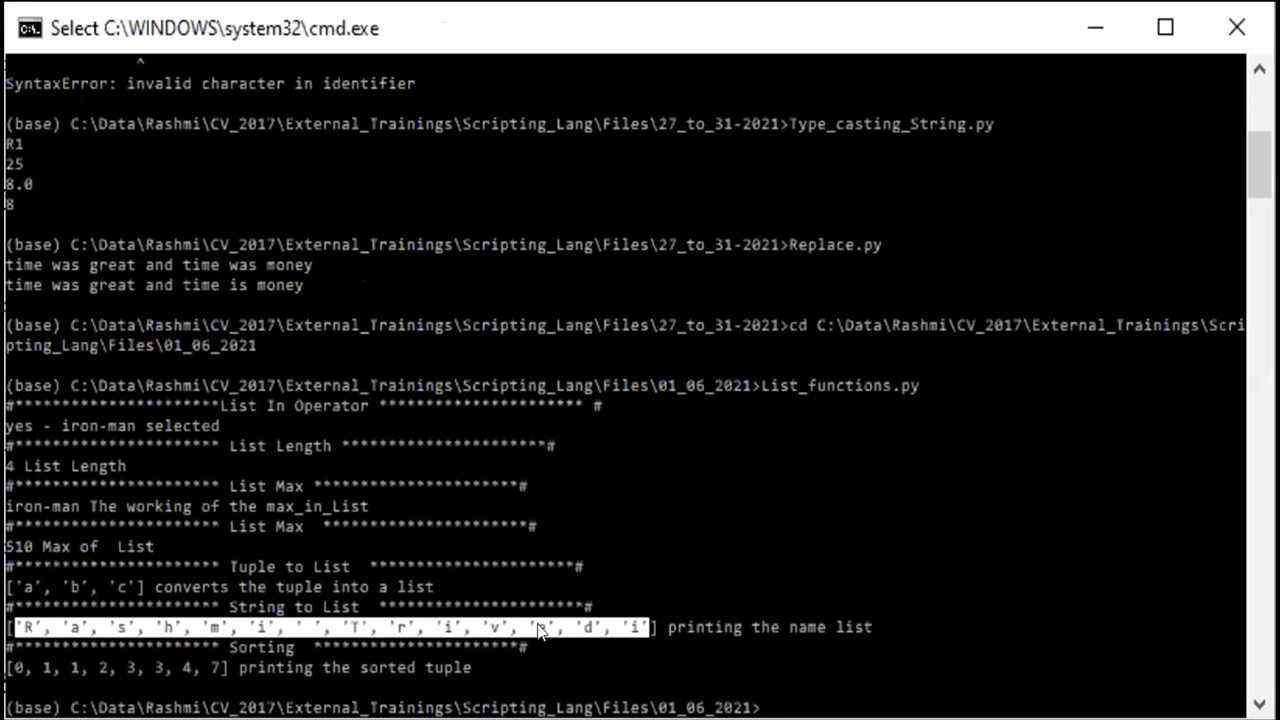 Select C:\WINDOWS\system32\cmd.exe
^
SyntaxError: invalid character in identifier
(base) C:\Data\Rashmi\CV_2017\External_Trainings\Scripting_Lang\Files\27_to_31-2021>Type_casting_String.py
R1
25
8.0
8
(base) C:\Data\Rashmi\CV_2017\External_Trainings\Scripting_Lang\Files\27_to_31-2021>Replace.py
time was great and time was money
time was great and time is money
(base) C:\Data\Rashmi\CV_2017\External_Trainings\Scripting_Lang\Files\27_to_31-2021>cd C:\Data\Rashmi\CV_2017\External_Trainings\Scri
pting_Lang\Files\01_06_2021
(base) C:\Data\Rashmi\CV_2017\External_Trainings\Scripting_Lang\Files\01_06_2021>List_functions.py
#***********************List In Operator ********************** #
yes - iron-man selected
#********************** List Length **********************#
4 List Length
#********************** List Max **********************#
iron-man The working of the max_in_List
#********************** List Max  **********************#
510 Max of  List
#********************** Tuple to List  **********************#
['a', 'b', 'c'] converts the tuple into a list
#********************** String to List  **********************#
['R', 'a', 's', 'h', 'm', 'i', ' ', 'T', 'r', 'i', 'v', 'e', 'd', 'i'] printing the name list
#********************** Sorting  **********************#
[0, 1, 1, 2, 3, 3, 4, 7] printing the sorted tuple
(base) C:\Data\Rashmi\CV_2017\External_Trainings\Scripting_Lang\Files\01_06_2021>